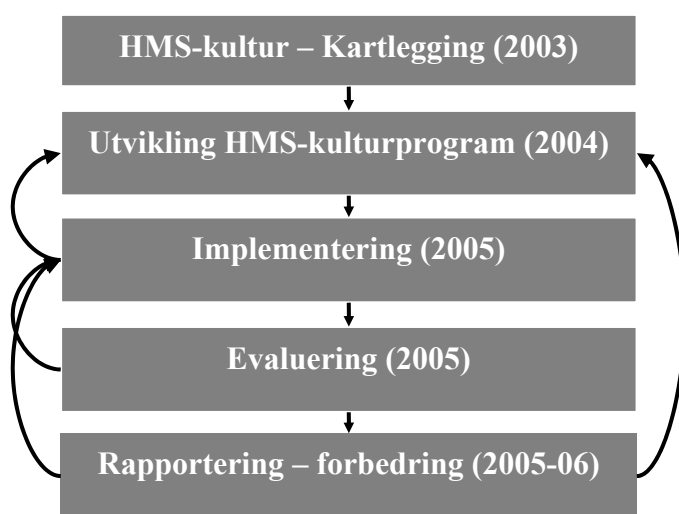 HMS-kultur – Kartlegging (2003)
Utvikling HMS-kulturprogram (2004)
Implementering (2005)
Evaluering (2005)
Rapportering – forbedring (2005-06)